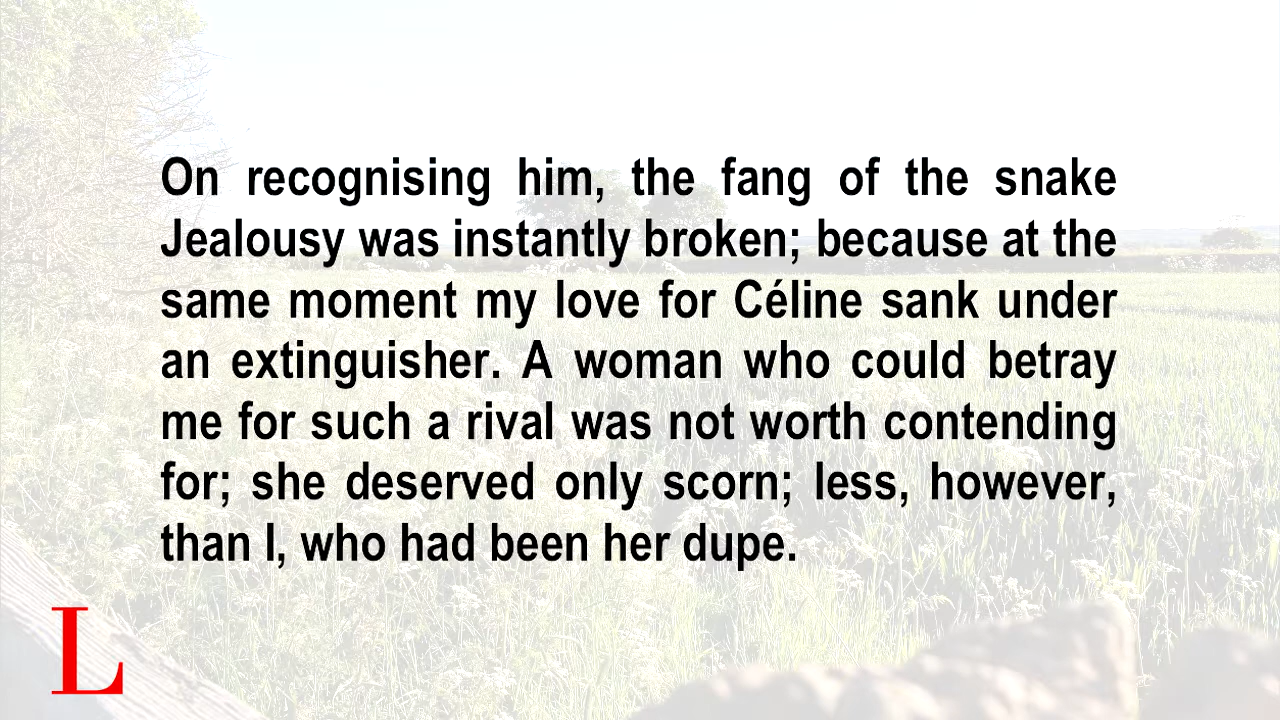 On recognising him, the fang of the snake
Jealousy was instantly broken; because at the
same moment my love for Céline sank under
an extinguisher. A woman who could betray
me for such a rival was not worth contending
for; she deserved only scorn; less, however,
than I, who had been her dupe.
L